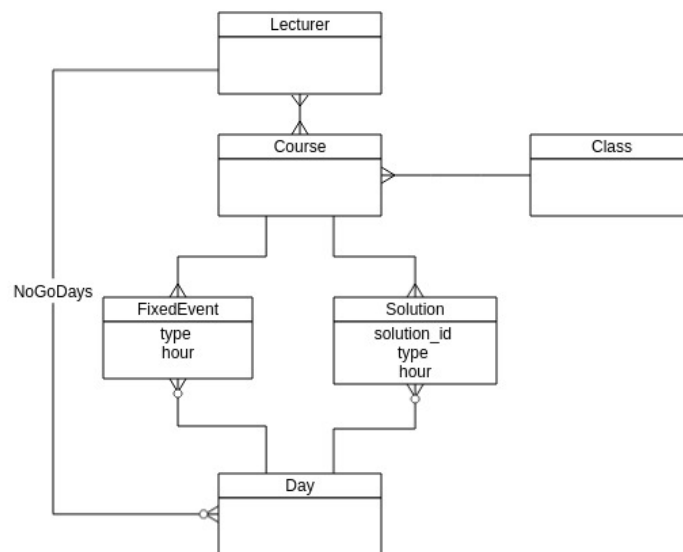 Lecturer
Course
Class
NoGoDays
FixedEvent
type
hour
Solution
solution_id
type
hour
Day